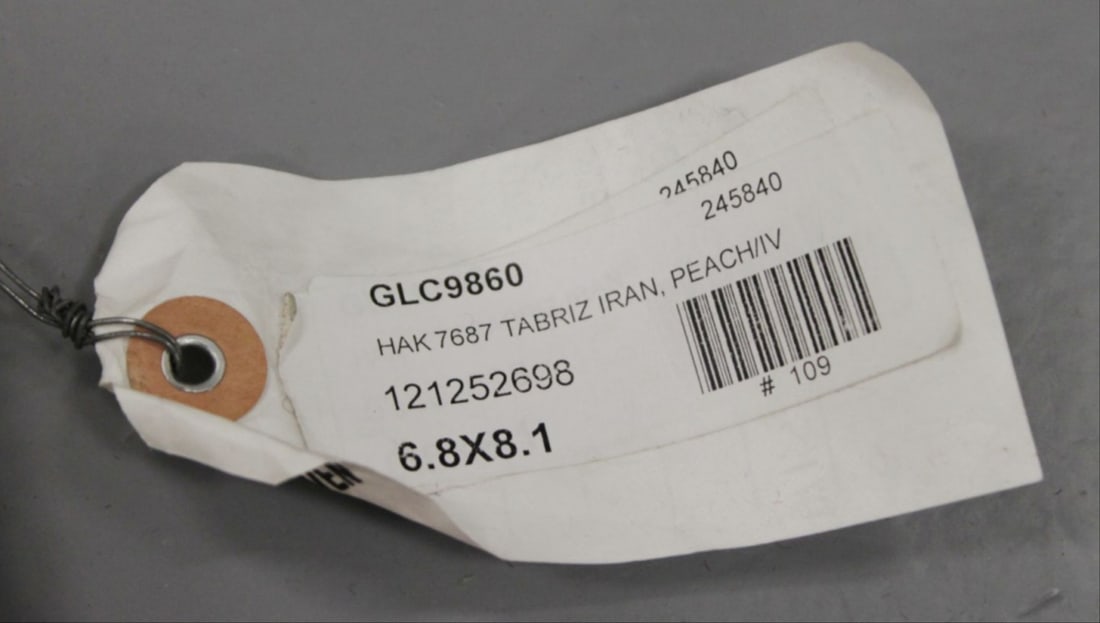 245840
245840
GLC9860
HAK 7687 TABRIZ IRAN, PEACH/IV
121252698
# 109
6.8X8.1